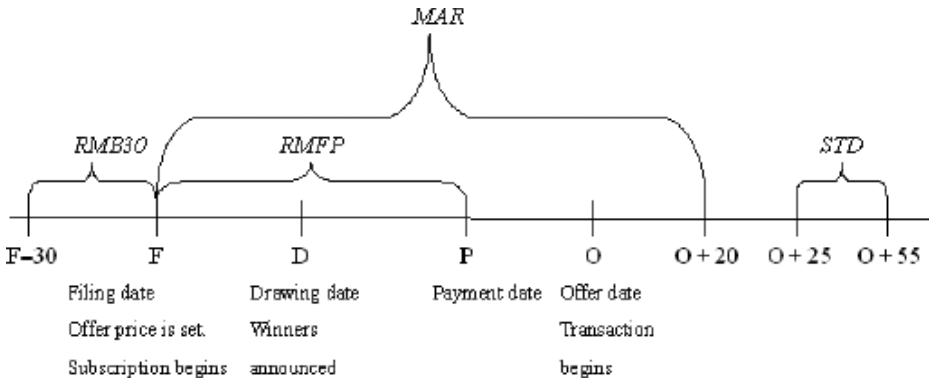 MAR
RMB30 RMFP STD
F-30 F D P O O + 20 O + 25 O + 55
Filing date Drawing date Payment date Offer date
Offer price is set. Winners Transaction
Subscription begins announced begins